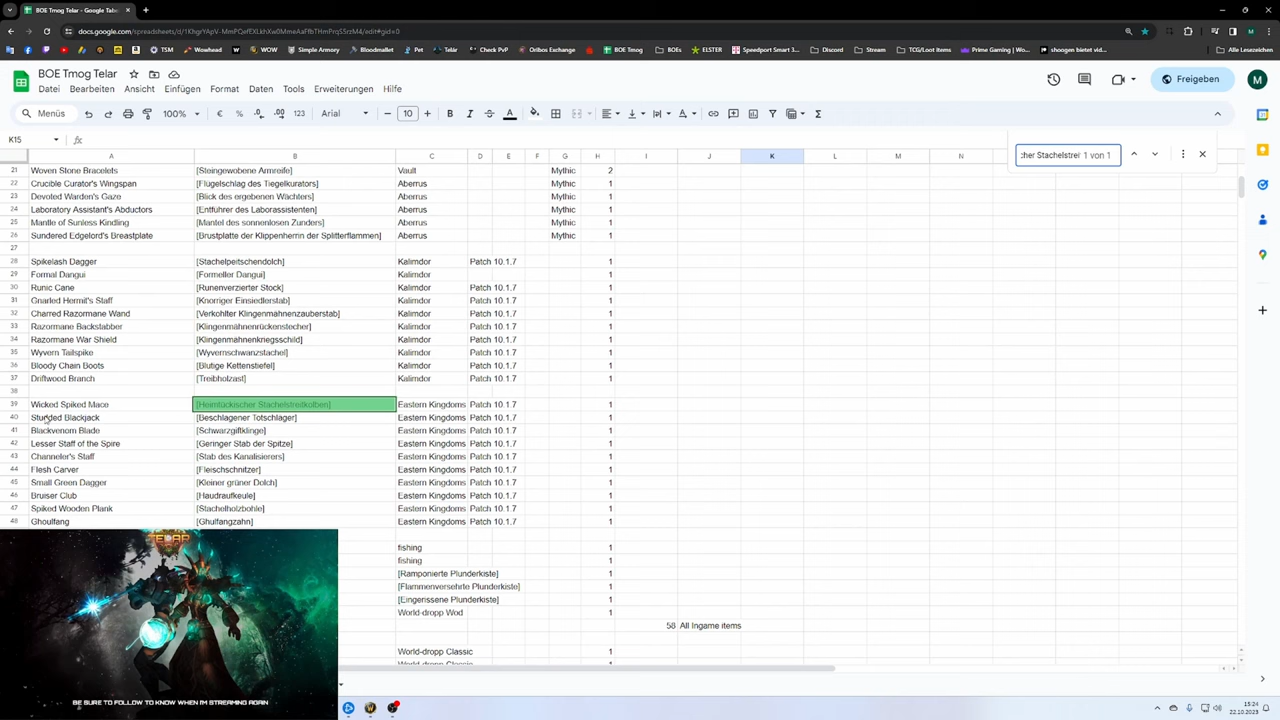 BOE Tmog Telar - Google Tabe
docs.google.com/spreadsheets/d/
TSM
Wowhead
WOW
Simple Armory
Bloodmallet
Pet
Telár
Check PvP
Oribos Exchange
BOE Tmog
BOEs
ELSTER
Speedport Smart 3...
Discord
Stream
TCG/Loot Items
Prime Gaming | Wo...
shoogen bietet vid...
Alle Lesezeichen
BOE Tmog Telar
Datei Bearbeiten Ansicht Einfügen Format Daten Tools Erweiterungen Hilfe
Freigeben
M
Menüs 100% € % 123 Arial 10 B I A
K15
cher Stachelstrei 1 von 1
A B C D E F G H I J K L M N
21 Woven Stone Bracelets [Steingewobene Armreife] Vault Mythic 2
22 Crucible Curator's Wingspan [Flügelschlag des Tiegelkurators] Aberrus Mythic 1
23 Devoted Warden's Gaze [Blick des ergebenen Wächters] Aberrus Mythic 1
24 Laboratory Assistant's Abductors [Entführer des Laborassistenten] Aberrus Mythic 1
25 Mantle of Sunless Kindling [Mantel des sonnenlosen Zunders] Aberrus Mythic 1
26 Sundered Edgelord's Breastplate [Brustplatte der Klippenherrin der Splitterflammen] Aberrus Mythic 1
27
28 Spikelash Dagger [Stachelpeitschendolch] Kalimdor Patch 10.1.7 1
29 Formal Dangui [Formeller Dangui] Kalimdor 1
30 Runic Cane [Runenverzierter Stock] Kalimdor Patch 10.1.7 1
31 Gnarled Hermit's Staff [Knorriger Einsiedlerstab] Kalimdor Patch 10.1.7 1
32 Charred Razormane Wand [Verkohlter Klingenmähnenzauberstab] Kalimdor Patch 10.1.7 1
33 Razormane Backstabber [Klingenmähnenrückenstecher] Kalimdor Patch 10.1.7 1
34 Razormane War Shield [Klingenmähnenkriegsschild] Kalimdor Patch 10.1.7 1
35 Wyvern Tailspike [Wyvernschwanzstachel] Kalimdor Patch 10.1.7 1
36 Bloody Chain Boots [Blutige Kettenstiefel] Kalimdor Patch 10.1.7 1
37 Driftwood Branch [Treibholzast] Kalimdor Patch 10.1.7 1
38
39 Wicked Spiked Mace [Heimtückischer Stachelstreitkolben] Eastern Kingdoms Patch 10.1.7 1
40 Studded Blackjack [Beschlagener Totschläger] Eastern Kingdoms Patch 10.1.7 1
41 Blackvenom Blade [Schwarzgiftklinge] Eastern Kingdoms Patch 10.1.7 1
42 Lesser Staff of the Spire [Geringer Stab der Spitze] Eastern Kingdoms Patch 10.1.7 1
43 Channeler's Staff [Stab des Kanalisierers] Eastern Kingdoms Patch 10.1.7 1
44 Flesh Carver [Fleischschnitzer] Eastern Kingdoms Patch 10.1.7 1
45 Small Green Dagger [Kleiner grüner Dolch] Eastern Kingdoms Patch 10.1.7 1
46 Bruiser Club [Haudraufkeule] Eastern Kingdoms Patch 10.1.7 1
47 Spiked Wooden Plank [Stachelholzbohle] Eastern Kingdoms Patch 10.1.7 1
48 Ghoulfang [Ghulfangzahn] Eastern Kingdoms Patch 10.1.7 1
fishing 1
fishing 1
[Ramponierte Plunderkiste] 1
[Flammenversehrte Plunderkiste] 1
[Eingerissene Plunderkiste] 1
World-dropp Wod 1
58 All Ingame items
World-dropp Classic 1
World-dropp Classic 1
TELAR
BE SURE TO FOLLOW TO KNOW WHEN I'M STREAMING AGAIN
15:24
22.10.2023